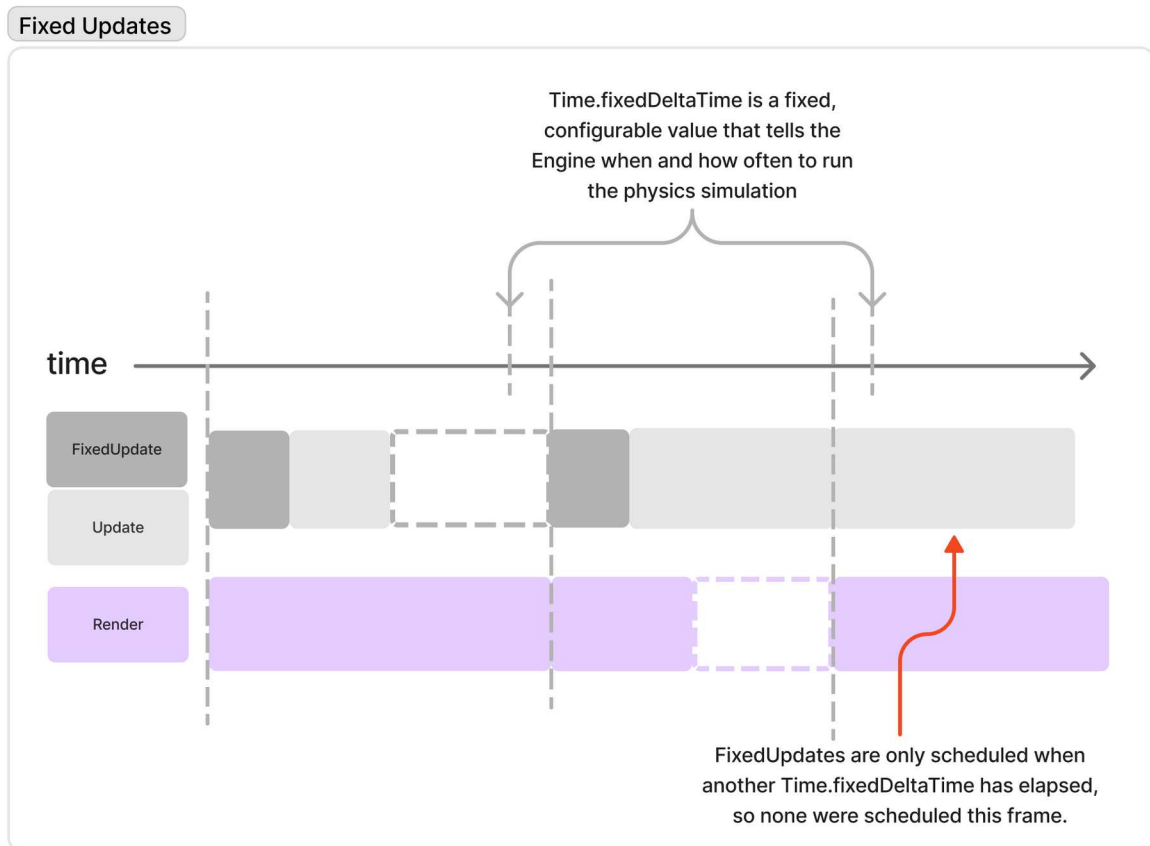 Fixed Updates
Time.fixedDeltaTime is a fixed,
configurable value that tells the
Engine when and how often to run
the physics simulation
time
FixedUpdate
Update
Render
FixedUpdates are only scheduled when
another Time.fixedDeltaTime has elapsed,
so none were scheduled this frame.